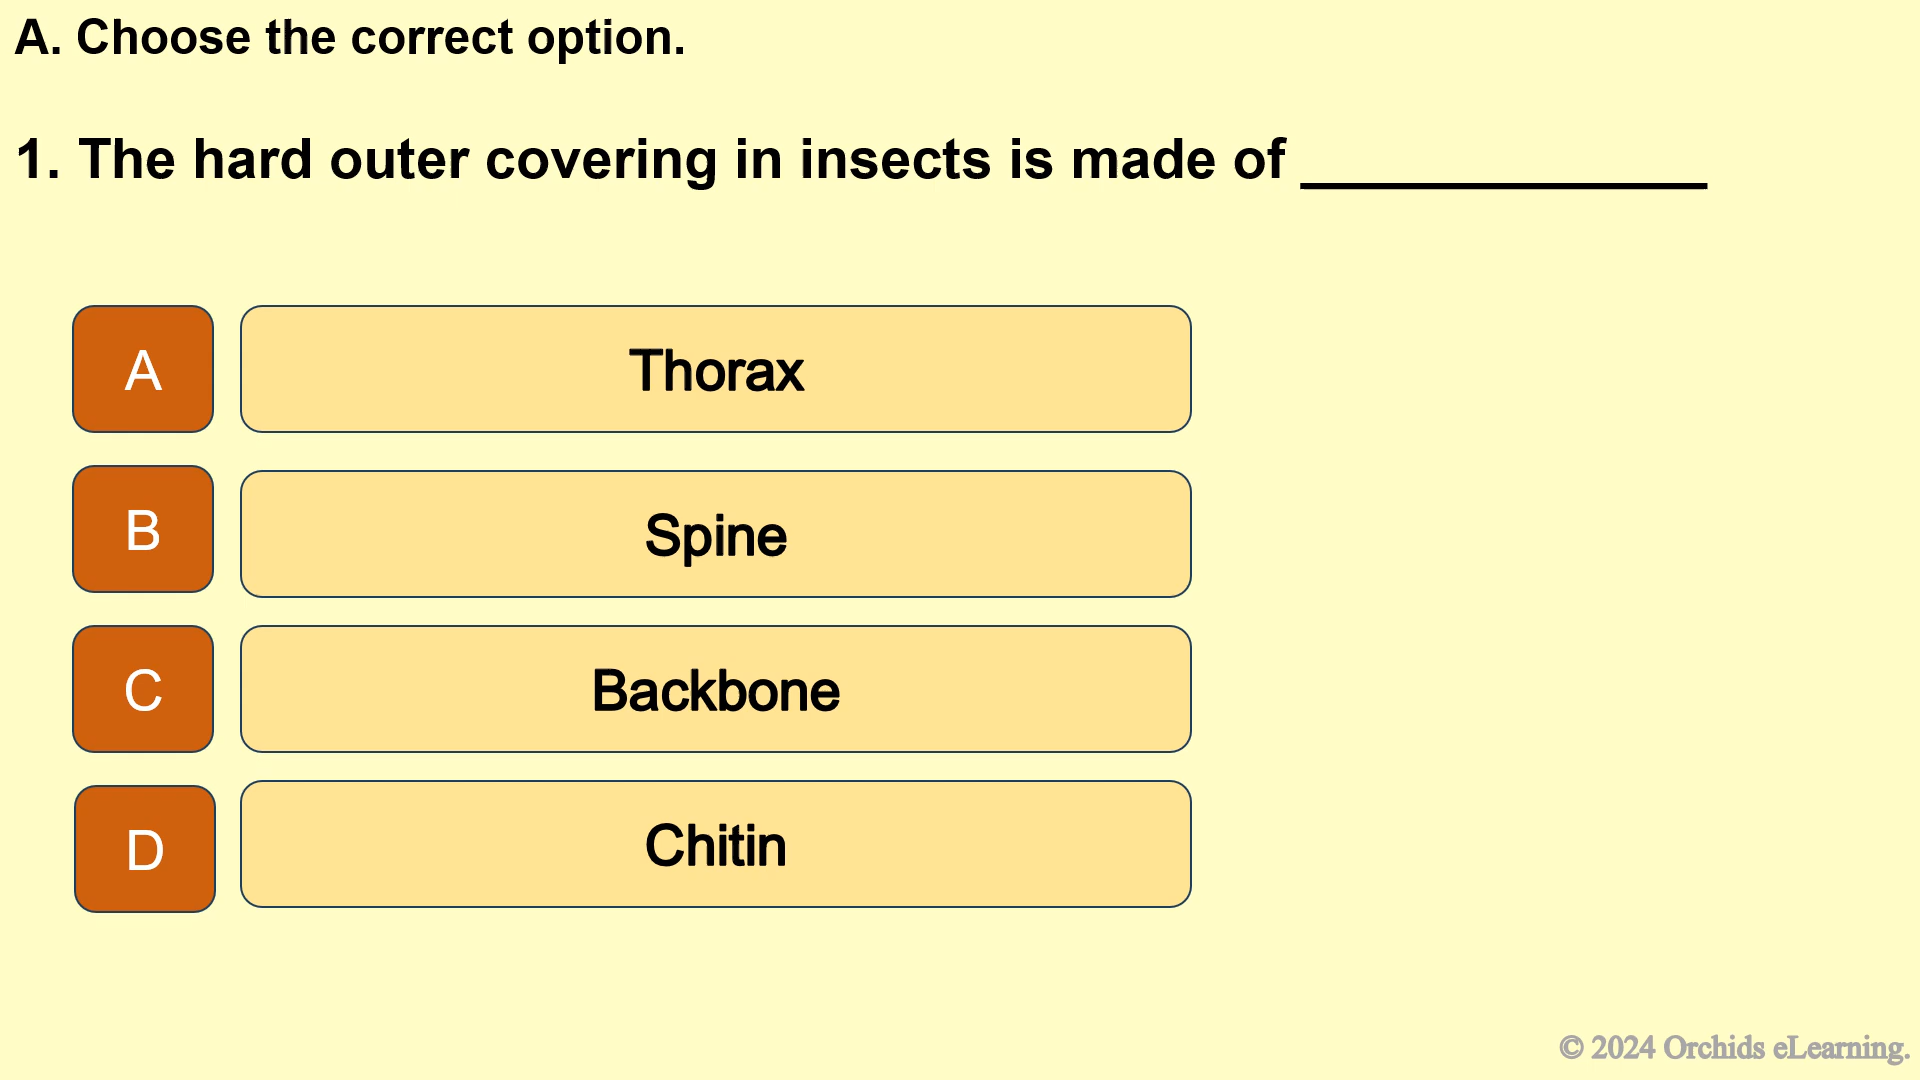 A. Choose the correct option.
1. The hard outer covering in insects is made of _____________
A
Thorax
B
Spine
C
Backbone
D
Chitin
© 2024 Orchids eLearning.